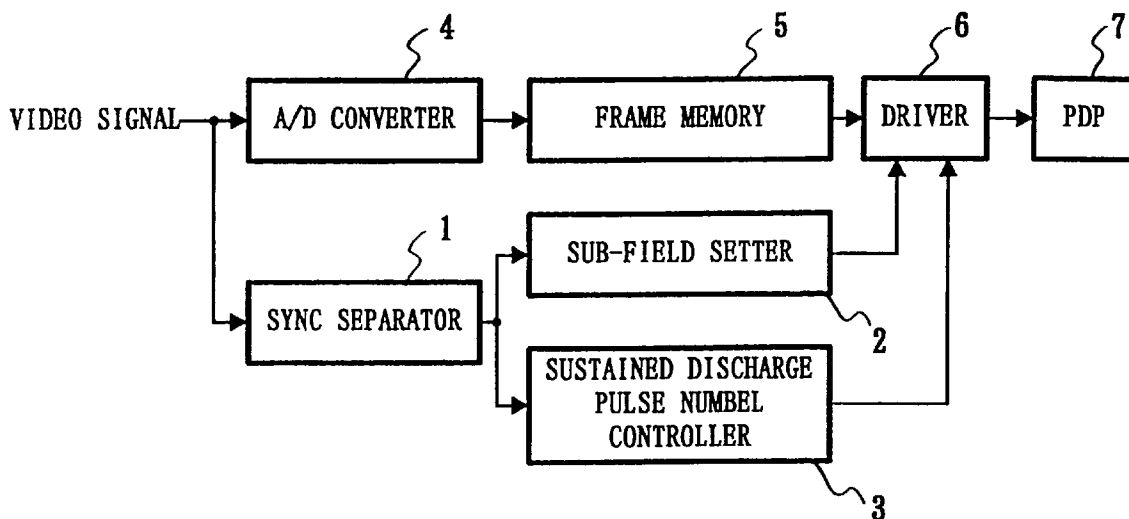 4
5
6
7
VIDEO SIGNAL
A/D CONVERTER
FRAME MEMORY
DRIVER
PDP
1
SUB-FIELD SETTER
SYNC SEPARATOR
2
SUSTAINED DISCHARGE
PULSE NUMBEL
CONTROLLER
3